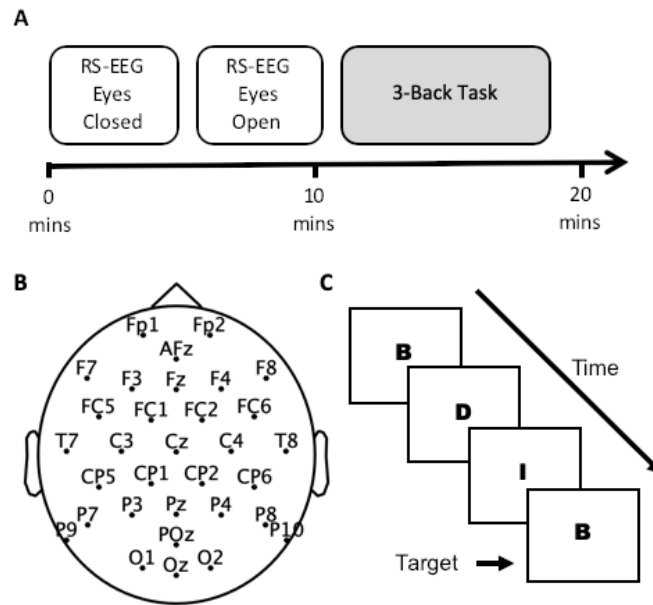 A
RS-EEG
Eyes
Closed
RS-EEG
Eyes
Open
3-Back Task
0
mins
10
mins
20
mins
B
Fp1 Fp2
AFz
F7 F3 Fz F4 F8
FC5 FC1 FC2 FC6
T7 C3 Cz C4 T8
CP5 CP1 CP2 CP6
P9 P7 P3 Pz P4 P8 P10
POz
O1 Oz O2
C
Time
B
D
I
B
Target